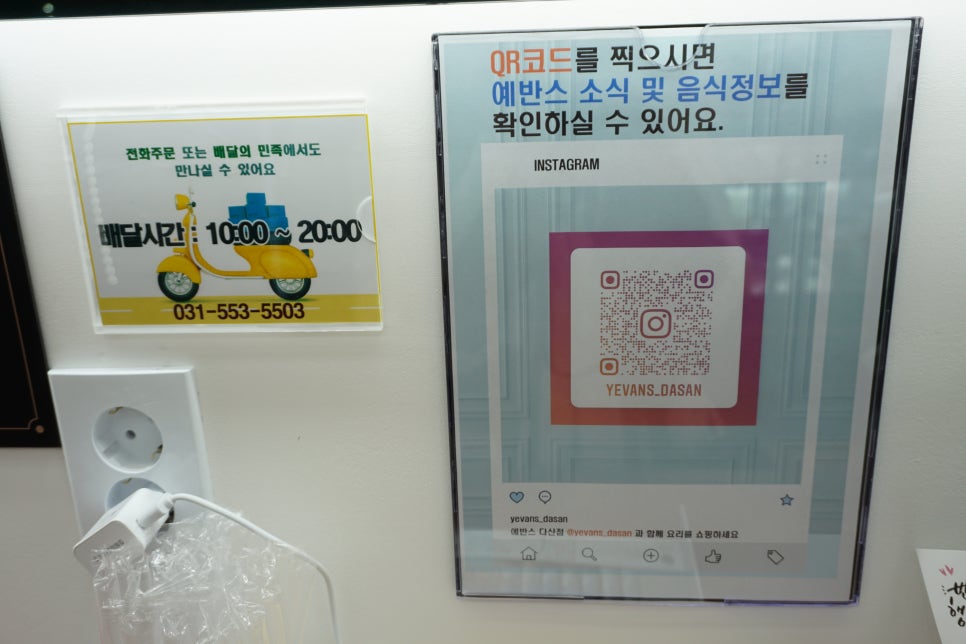 전화주문 또는 배달의 민족에서도
만나실 수 있어요
배달시간 : 10:00 ~ 20:00
031-553-5503
QR코드를 찍으시면
예반스 소식 및 음식정보를
확인하실 수 있어요.
INSTAGRAM
YEVANS_DASAN
yevans_dasan
예반스 다산점 @yevans_dasan 과 함께 요리를 쇼핑하세요